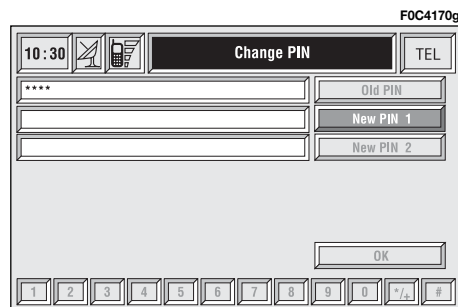 F0C4170g
10:30 Change PIN TEL
**** Old PIN
New PIN 1
New PIN 2
OK
1 2 3 4 5 6 7 8 9 0 */+ #